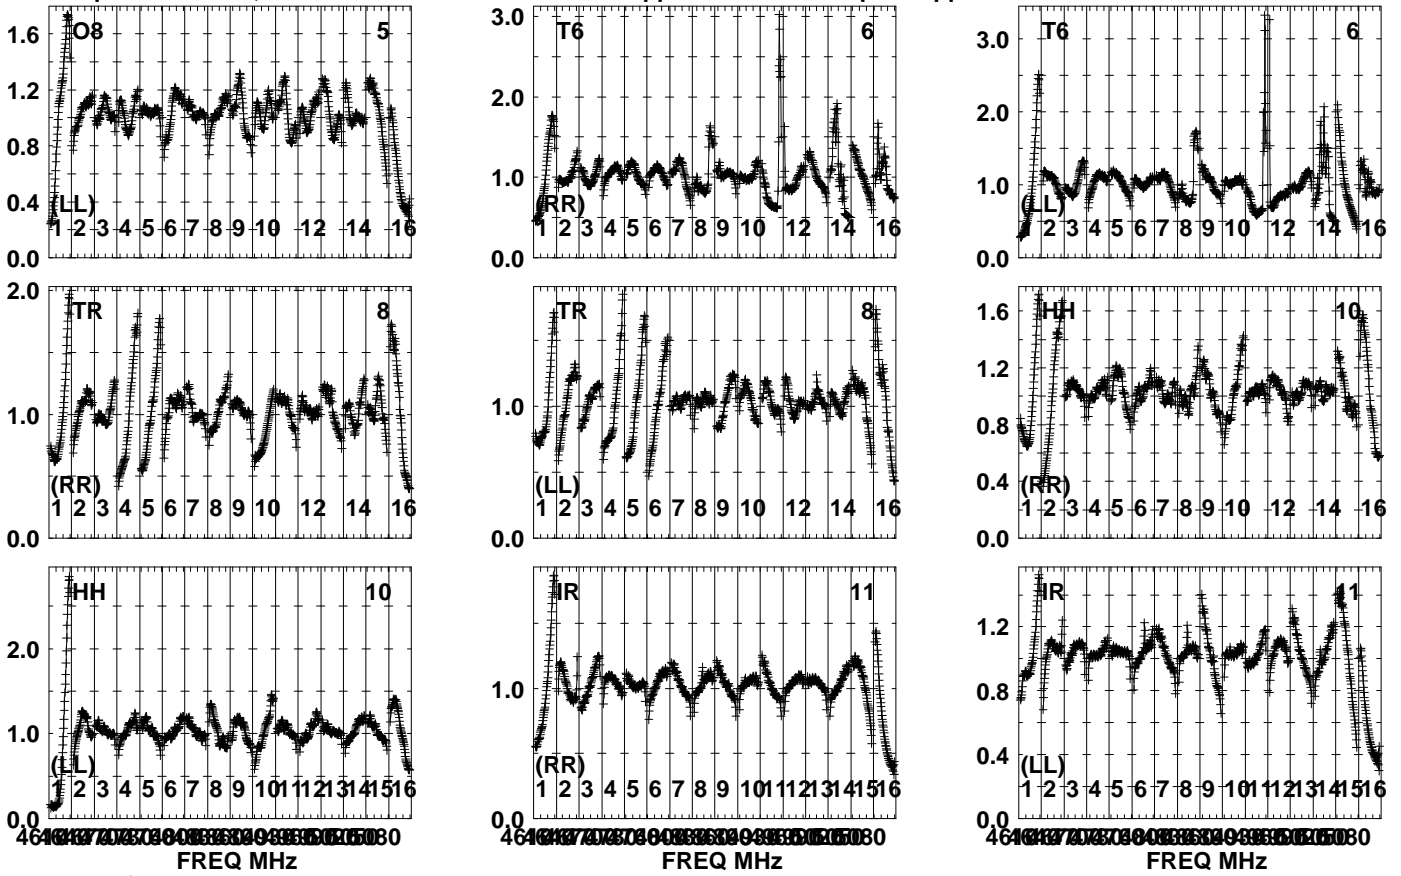 O8 5
1.6
1.2
0.8
0.4
0.0
(LL)
1 2 3 4 5 6 7 8 9 10 12 14 16
T6 6
3.0
2.0
1.0
0.0
(RR)
1 2 3 4 5 6 7 8 9 10 12 14 16
T6 6
3.0
2.0
1.0
0.0
(LL)
1 2 3 4 5 6 7 8 9 10 12 14 16
TR 8
2.0
1.0
0.0
(RR)
1 2 3 4 5 6 7 8 9 10 12 14 16
TR 8
1.0
0.0
(LL)
1 2 3 4 5 6 7 8 9 10 12 14 16
HH 10
1.6
1.2
0.8
0.4
0.0
(RR)
1 2 3 4 5 6 7 8 9 10 12 14 16
HH 10
2.0
1.0
0.0
(LL)
1 2 3 4 5 6 7 8 9 10 11 12 13 14 15 16
FREQ MHz
IR 11
1.0
0.0
(RR)
1 2 3 4 5 6 7 8 9 10 11 12 13 14 15 16
FREQ MHz
IR 11
1.2
0.8
0.4
0.0
(LL)
1 2 3 4 5 6 7 8 9 10 11 12 13 14 15 16
FREQ MHz